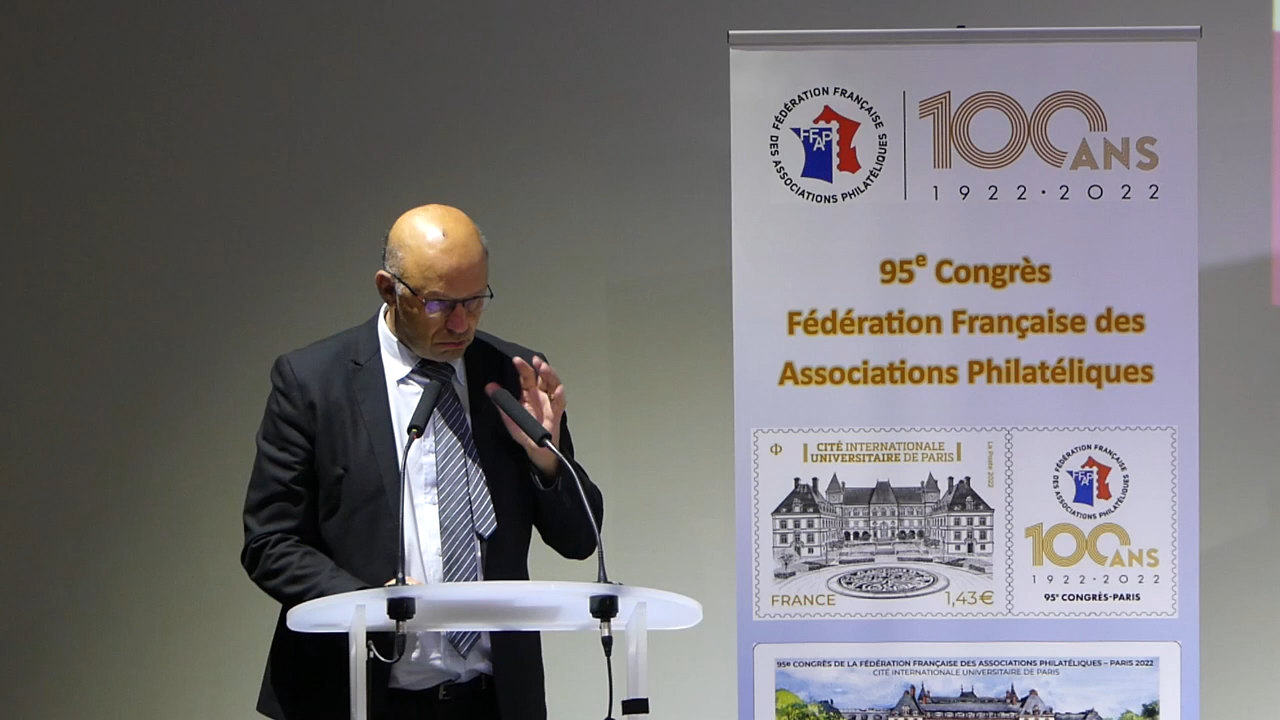 FÉDÉRATION FRANÇAISE
DES ASSOCIATIONS PHILATÉLIQUES
FFAP
100 ANS
1922·2022
95e Congrès
Fédération Française des
Associations Philatéliques
Φ
CITÉ INTERNATIONALE
UNIVERSITAIRE DE PARIS
La Poste 2022
FRANCE
1,43€
FÉDÉRATION FRANÇAISE
DES ASSOCIATIONS PHILATÉLIQUES
FFAP
100 ANS
1922·2022
95e CONGRÈS-PARIS
95e CONGRÈS DE LA FÉDÉRATION FRANÇAISE DES ASSOCIATIONS PHILATÉLIQUES – PARIS 2022
CITÉ INTERNATIONALE UNIVERSITAIRE DE PARIS